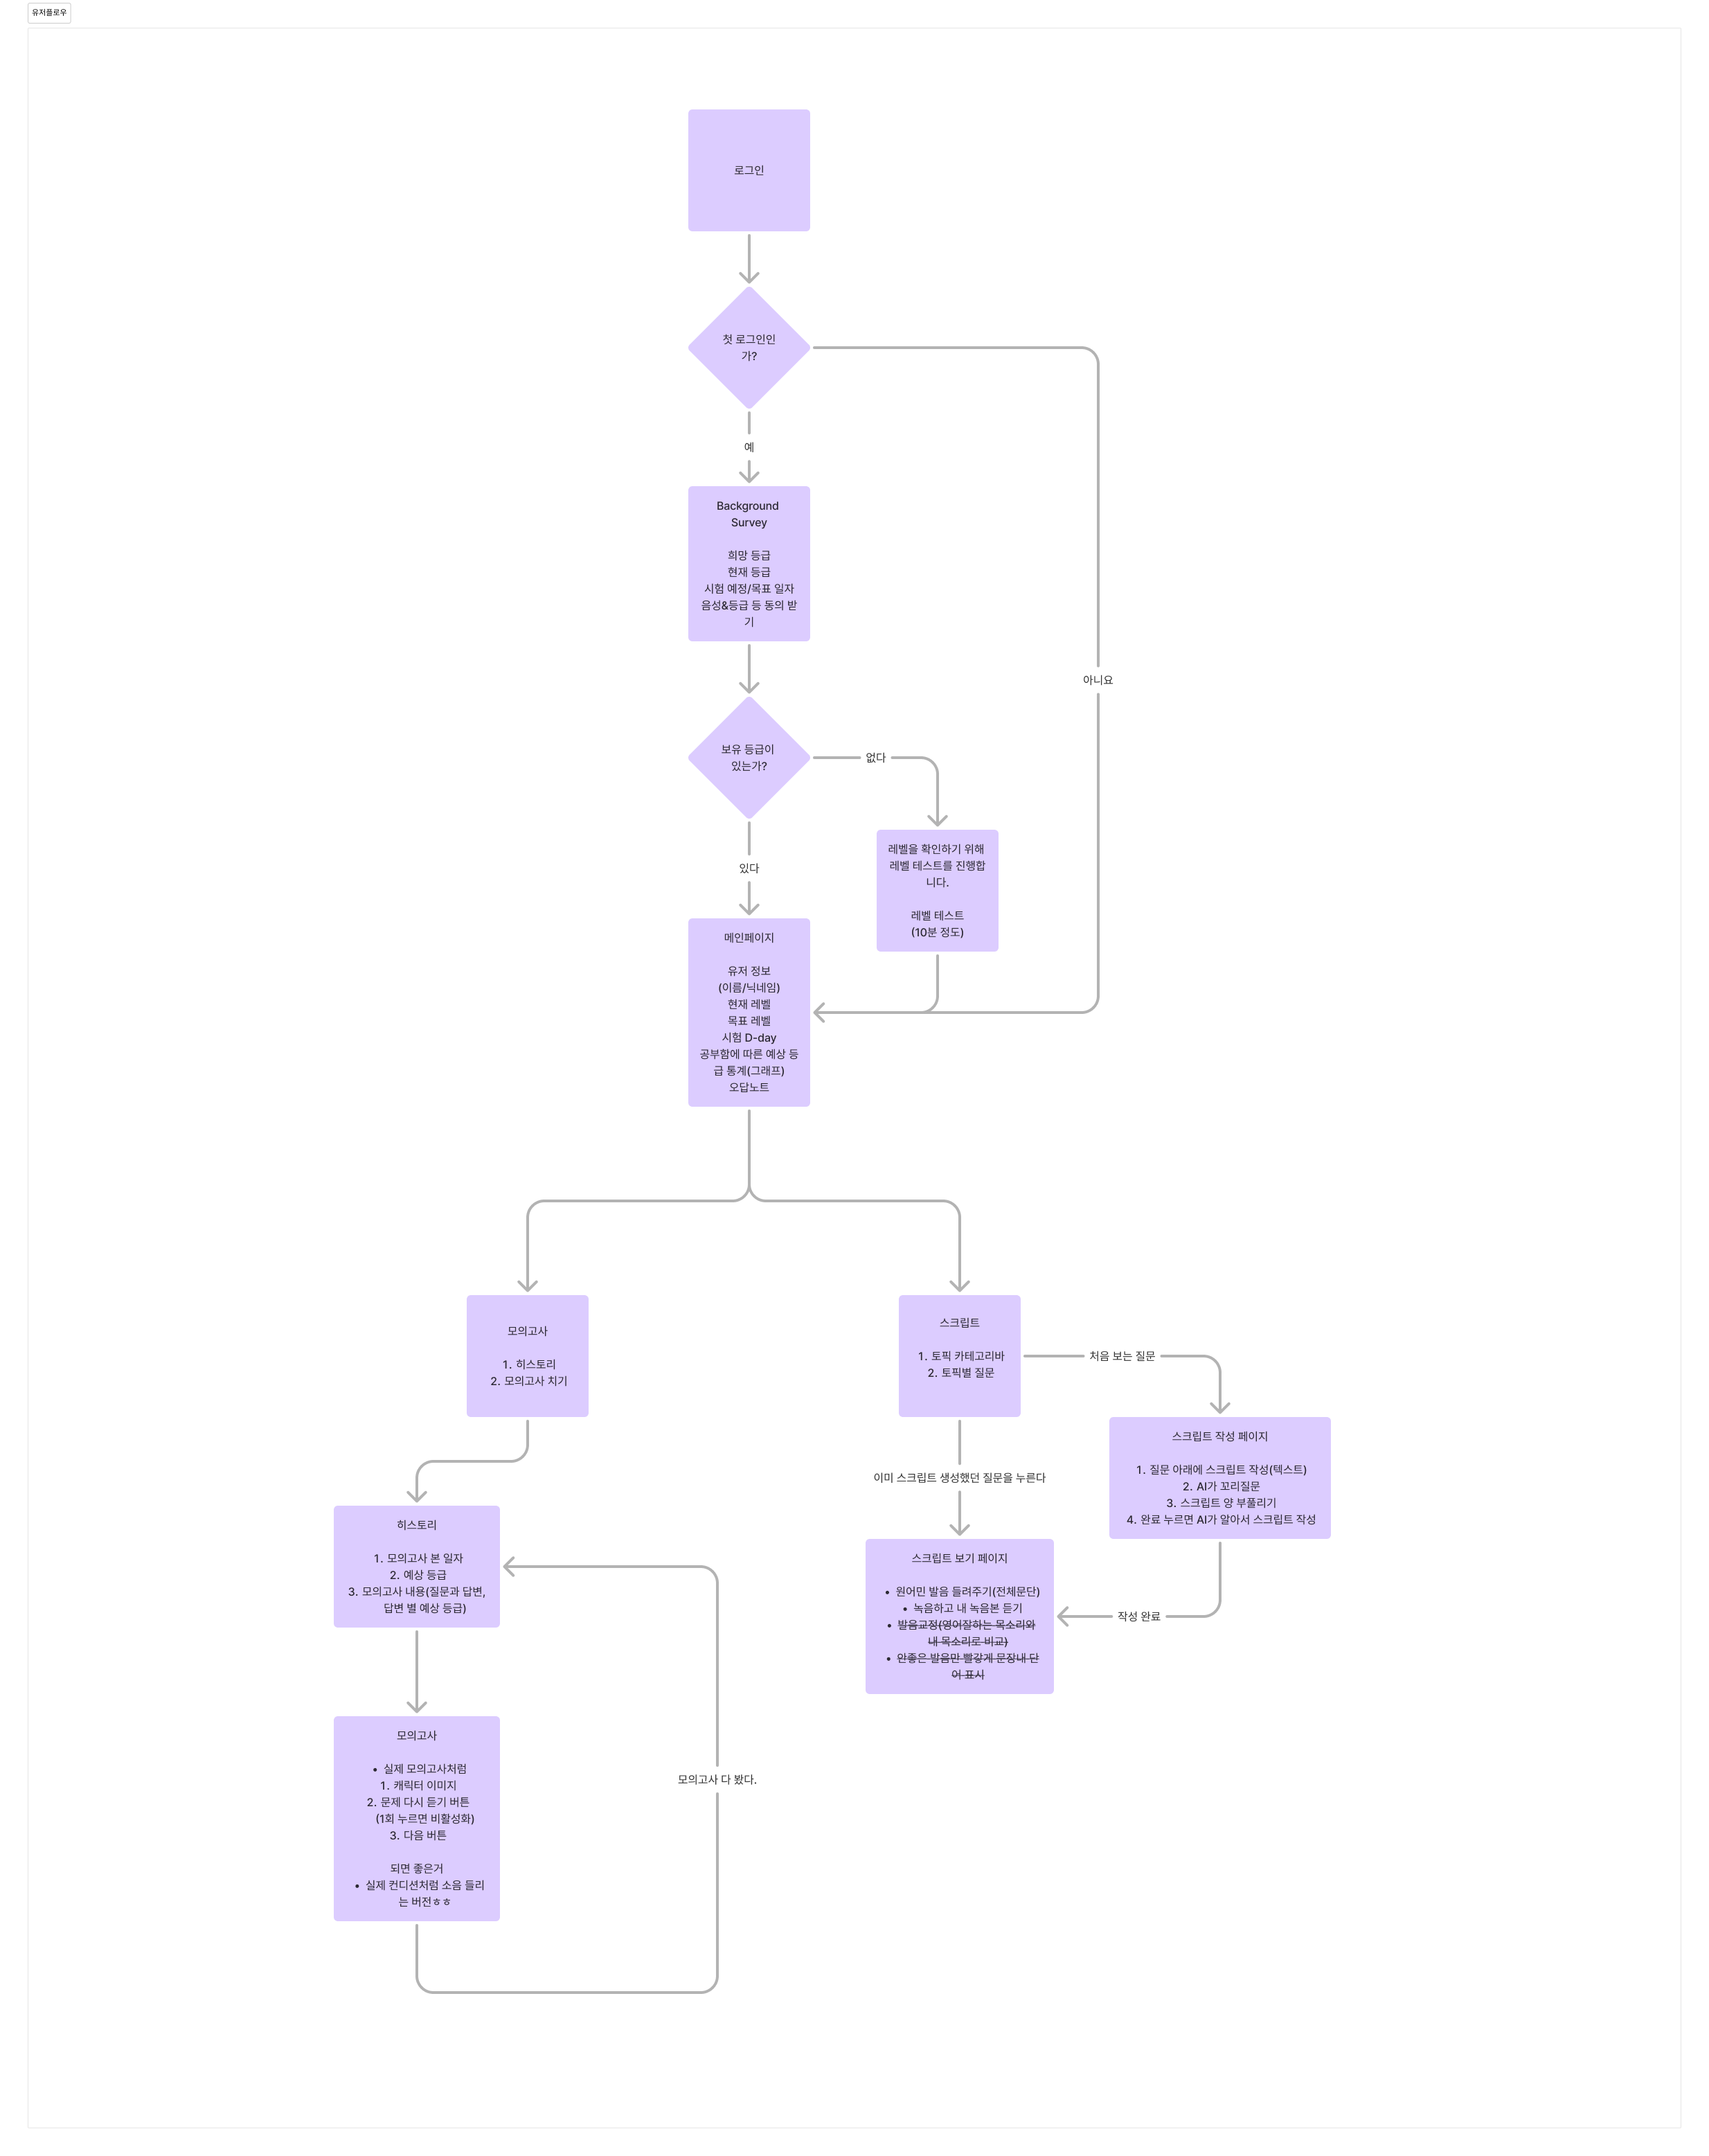 유저플로우
로그인
첫 로그인인
가?
예
Background
Survey
희망 등급
현재 등급
시험 예정/목표 일자
음성&등급 등 동의 받
기
아니요
보유 등급이
있는가?
없다
있다
레벨을 확인하기 위해
레벨 테스트를 진행합
니다.
레벨 테스트
(10분 정도)
메인페이지
유저 정보
(이름/닉네임)
현재 레벨
목표 레벨
시험 D-day
공부함에 따른 예상 등
급 통계(그래프)
오답노트
모의고사
1. 히스토리
2. 모의고사 치기
스크립트
1. 토픽 카테고리바
2. 토픽별 질문
처음 보는 질문
스크립트 작성 페이지
1. 질문 아래에 스크립트 작성(텍스트)
2. AI가 꼬리질문
3. 스크립트 양 부풀리기
4. 완료 누르면 AI가 알아서 스크립트 작성
이미 스크립트 생성했던 질문을 누른다
히스토리
1. 모의고사 본 일자
2. 예상 등급
3. 모의고사 내용(질문과 답변,
답변 별 예상 등급)
스크립트 보기 페이지
• 원어민 발음 들려주기(전체문단)
• 녹음하고 내 녹음본 듣기
• 발음교정(영어잘하는 목소리와
내 목소리로 비교)
• 안좋은 발음만 빨갛게 문장내 단
어 표시
작성 완료
모의고사
• 실제 모의고사처럼
1. 캐릭터 이미지
2. 문제 다시 듣기 버튼
(1회 누르면 비활성화)
3. 다음 버튼
되면 좋은거
• 실제 컨디션처럼 소음 들리
는 버전ㅎㅎ
모의고사 다 봤다.